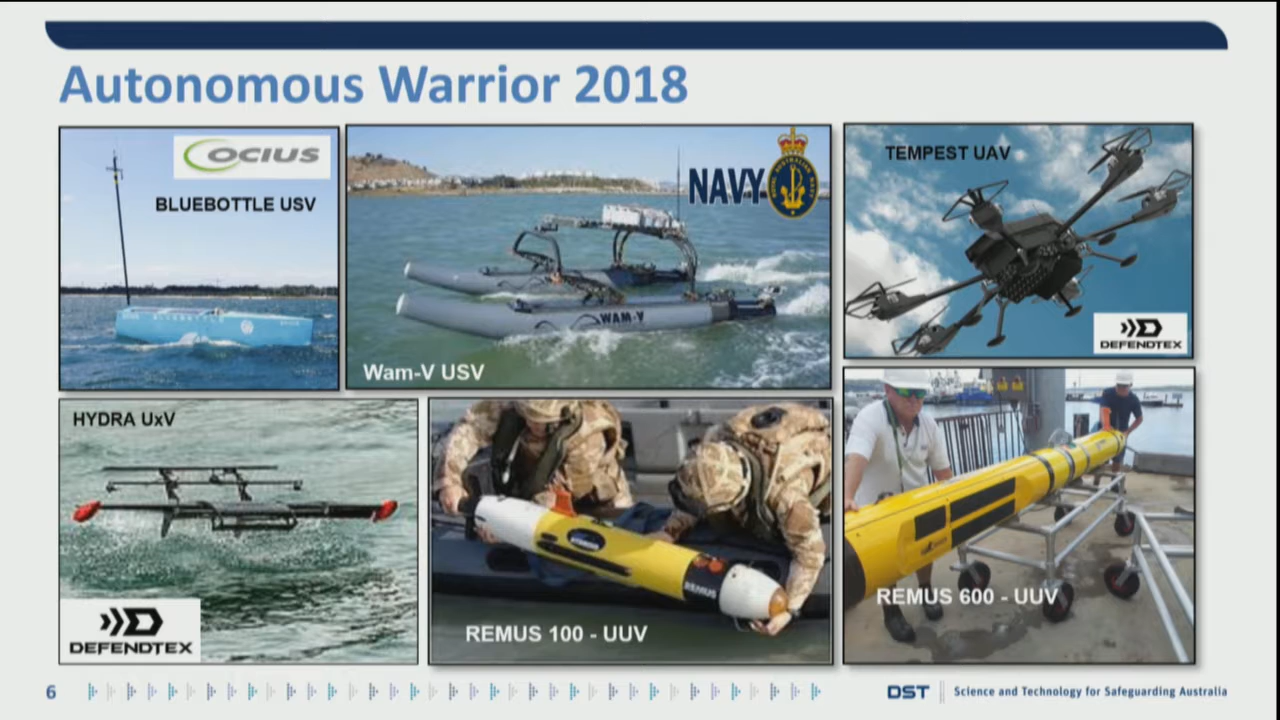 Autonomous Warrior 2018
OCIUS
BLUEBOTTLE USV
NAVY
WAM-V
Wam-V USV
TEMPEST UAV
DEFENDTEX
HYDRA UxV
DEFENDTEX
REMUS
REMUS 100 - UUV
REMUS 600 - UUV
6
DST
Science and Technology for Safeguarding Australia